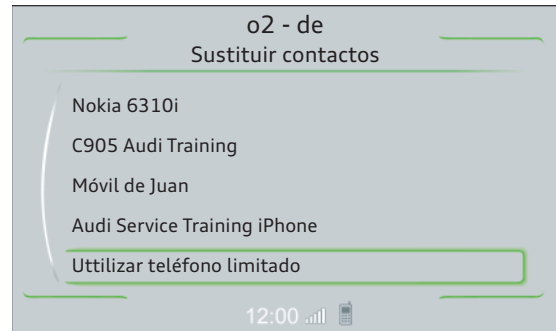 o2 - de
Sustituir contactos
Nokia 6310i
C905 Audi Training
Móvil de Juan
Audi Service Training iPhone
Uttilizar teléfono limitado
12:00